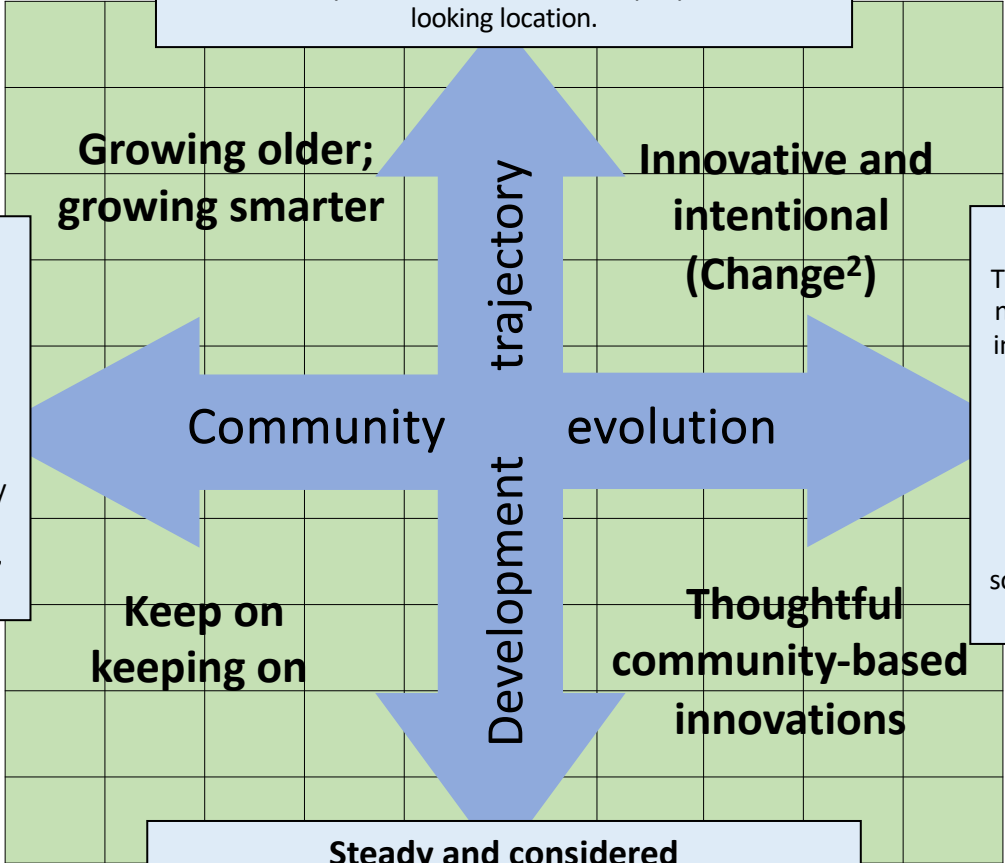 looking location.
Growing older;
growing smarter
Innovative and
intentional
(Change²)
trajectory
Community evolution
Development
Keep on
keeping on
Thoughtful
community-based
innovations
Steady and considered